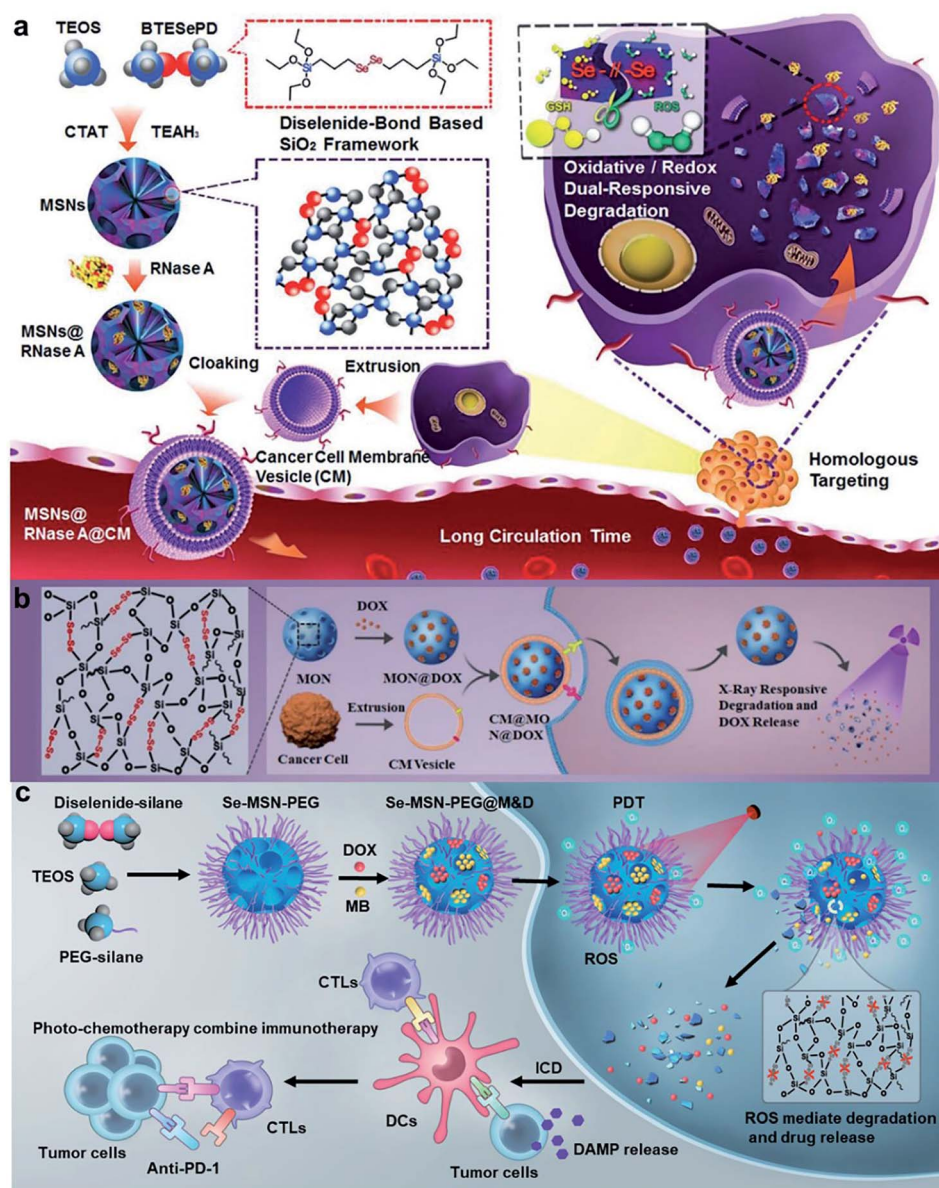 a
TEOS
BTESePD
O
O
Si
O
Se
Se
O
Si
O
O
CTAT
TEAH3
Diselenide-Bond Based
SiO2 Framework
MSNs
RNase A
MSNs@
RNase A
Cloaking
Extrusion
Cancer Cell Membrane
Vesicle (CM)
MSNs@
RNase A@CM
Long Circulation Time
Homologous
Targeting
Se -//- Se
GSH
ROS
Oxidative / Redox
Dual-Responsive
Degradation
b
DOX
MON
MON@DOX
Extrusion
Cancer Cell
CM Vesicle
CM@MO
N@DOX
X-Ray Responsive
Degradation and
DOX Release
c
Diselenide-silane
TEOS
PEG-silane
Se-MSN-PEG
DOX
MB
Se-MSN-PEG@M&D
PDT
ROS
CTLs
Photo-chemotherapy combine immunotherapy
ICD
DCs
CTLs
Tumor cells
Anti-PD-1
Tumor cells
DAMP release
ROS mediate degradation
and drug release